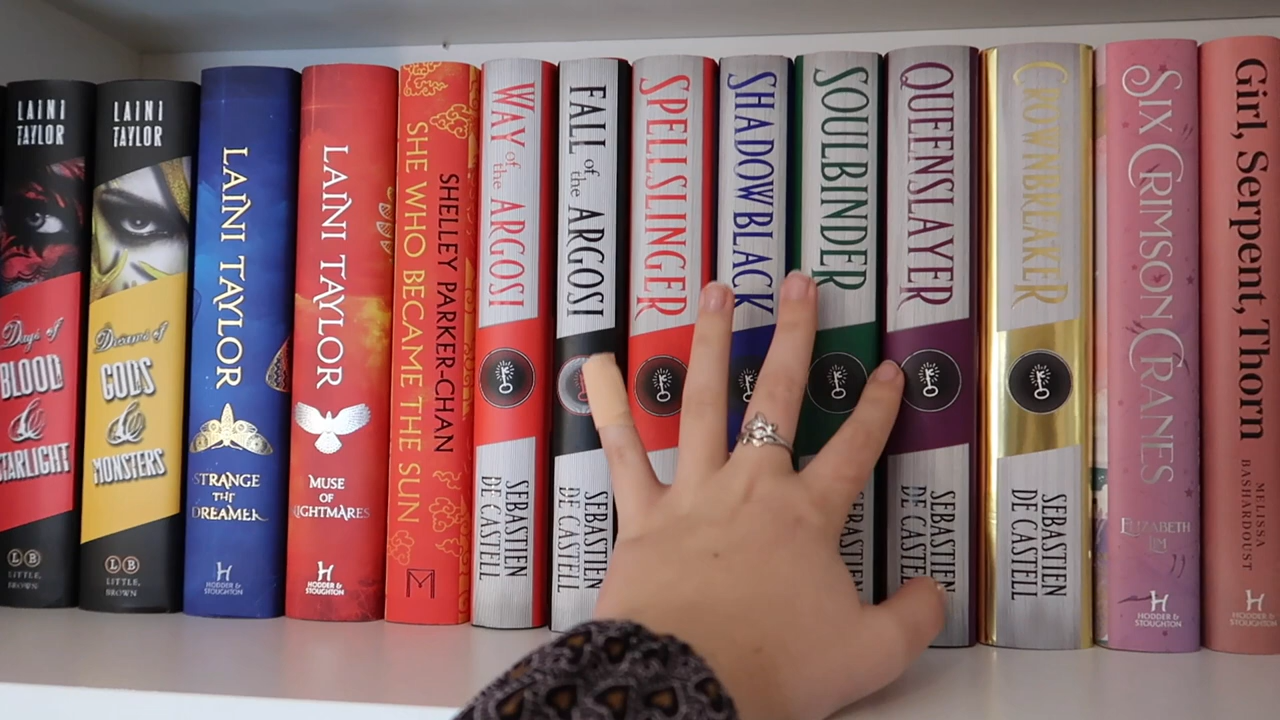 LAINI
TAYLOR
Days of
BLOOD
&
STARLIGHT
LB
LITTLE,
BROWN
LAINI
TAYLOR
Dreams of
GODS
&
MONSTERS
LB
LITTLE,
BROWN
LAINI TAYLOR
STRANGE
THE
DREAMER
H
HODDER &
STOUGHTON
LAINI TAYLOR
MUSE
OF
NIGHTMARES
H
HODDER &
STOUGHTON
SHELLEY PARKER-CHAN
SHE WHO BECAME THE SUN
M
WAY of the ARGOSI
SEBASTIEN
DE CASTELL
FALL of the ARGOSI
SEBASTIEN
DE CASTELL
SPELLSLINGER
SHADOWBLACK
SOULBINDER
SEBASTIEN
QUEENSLAYER
SEBASTIEN
DE CASTELL
CROWNBREAKER
SEBASTIEN
DE CASTELL
SIX CRIMSON CRANES
ELIZABETH
LIM
H
HODDER &
STOUGHTON
Girl, Serpent, Thorn
MELISSA
BASHARDOUST
H
HODDER &
STOUGHTON